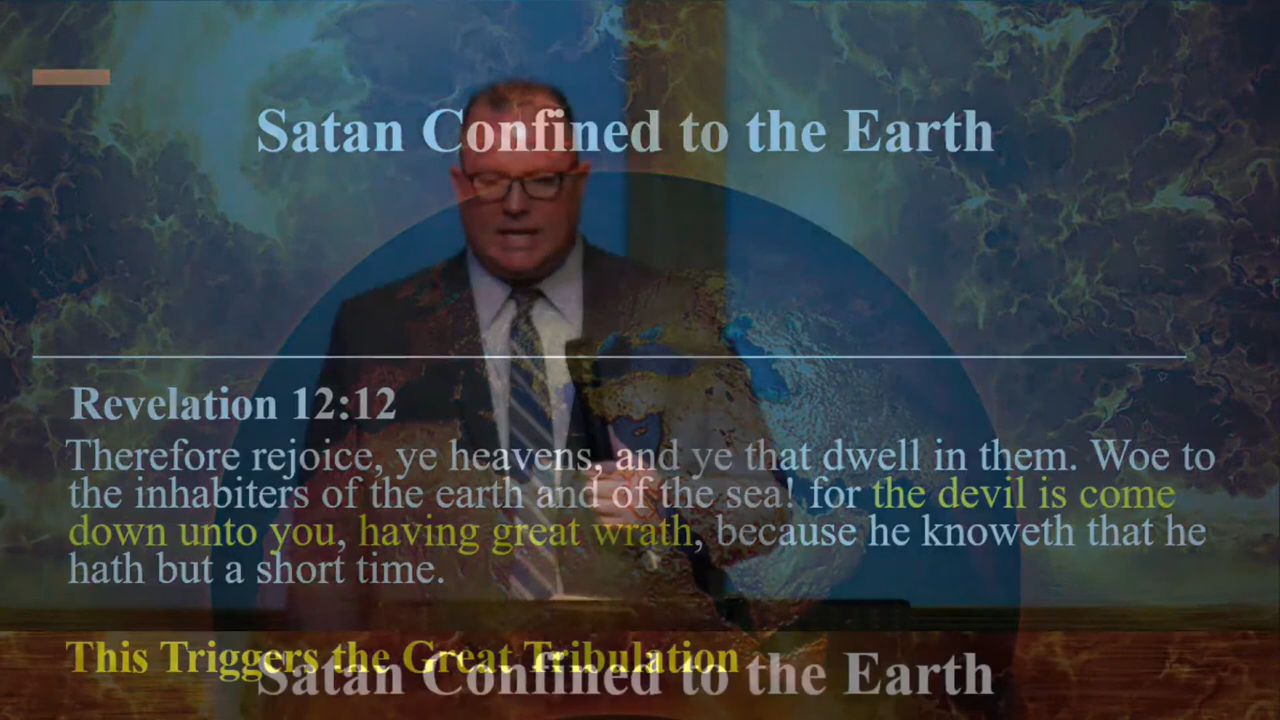 Satan Confined to the Earth
Revelation 12:12
Therefore rejoice, ye heavens, and ye that dwell in them. Woe to
the inhabiters of the earth and of the sea! for the devil is come
down unto you, having great wrath, because he knoweth that he
hath but a short time.
This Triggers the Great Tribulation
Satan Confined to the Earth